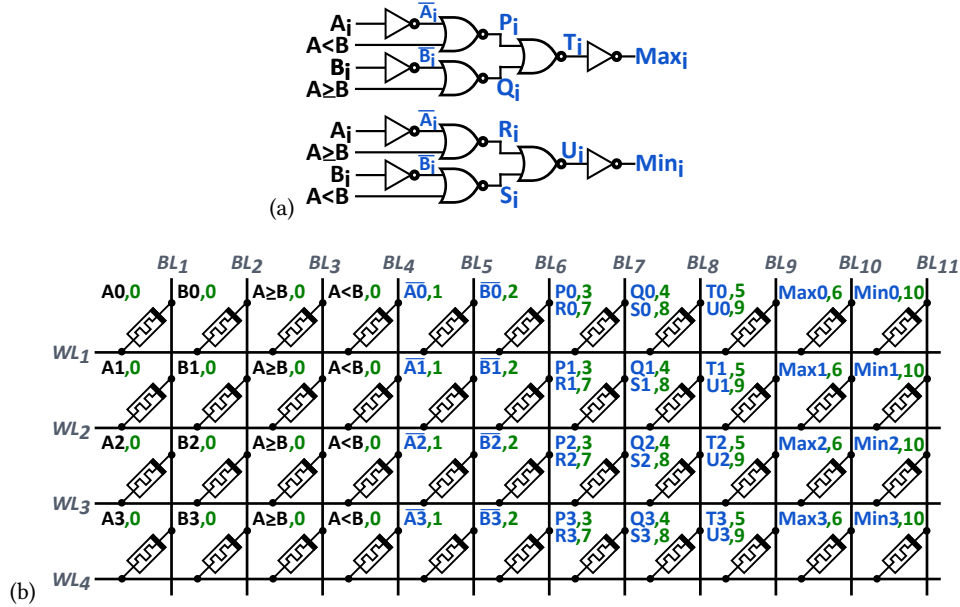 A̅i̅
Ai Pi
A<B Ti
Bi B̅i̅ Maxi
A≥B Qi
A̅i̅
Ai Ri
A≥B Ui
Bi B̅i̅ Mini
A<B Si
(a)
BL1 BL2 BL3 BL4 BL5 BL6 BL7 BL8 BL9 BL10 BL11
A0,0 B0,0 A≥B,0 A<B,0 A̅0̅,1 B̅0̅,2 P0,3 Q0,4 T0,5 Max0,6 Min0,10
R0,7 S0,8 U0,9
WL1
A1,0 B1,0 A≥B,0 A<B,0 A̅1̅,1 B̅1̅,2 P1,3 Q1,4 T1,5 Max1,6 Min1,10
R1,7 S1,8 U1,9
WL2
A2,0 B2,0 A≥B,0 A<B,0 A̅2̅,1 B̅2̅,2 P2,3 Q2,4 T2,5 Max2,6 Min2,10
R2,7 S2,8 U2,9
WL3
A3,0 B3,0 A≥B,0 A<B,0 A̅3̅,1 B̅3̅,2 P3,3 Q3,4 T3,5 Max3,6 Min3,10
R3,7 S3,8 U3,9
WL4
(b)